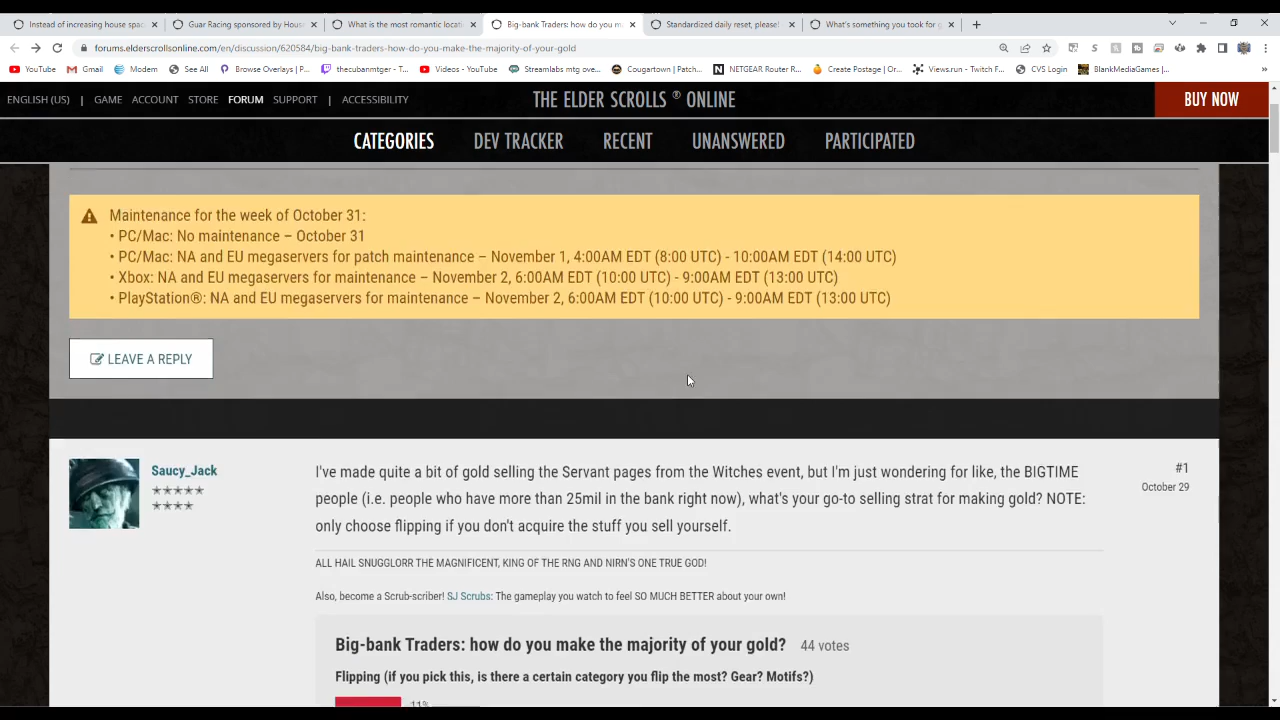 Instead of increasing house spac
Guar Racing sponsored by Hous
What is the most romantic locati
Big-bank Traders: how do you m
Standardized daily reset, please!
What's something you took for g
forums.elderscrollsonline.com/en/discussion/620584/big-bank-traders-how-do-you-make-the-majority-of-your-gold
YouTube
Gmail
Modem
See All
Browse Overlays | P...
thecubanmtger - T...
Videos - YouTube
Streamlabs mtg ove...
Cougartown | Patch...
NETGEAR Router R...
Create Postage | Or...
Views.run - Twitch F...
CVS Login
BlankMediaGames |...
ENGLISH (US) | GAME ACCOUNT STORE FORUM SUPPORT | ACCESSIBILITY
THE ELDER SCROLLS ® ONLINE
BUY NOW
CATEGORIES DEV TRACKER RECENT UNANSWERED PARTICIPATED
Maintenance for the week of October 31:
• PC/Mac: No maintenance – October 31
• PC/Mac: NA and EU megaservers for patch maintenance – November 1, 4:00AM EDT (8:00 UTC) - 10:00AM EDT (14:00 UTC)
• Xbox: NA and EU megaservers for maintenance – November 2, 6:00AM EDT (10:00 UTC) - 9:00AM EDT (13:00 UTC)
• PlayStation®: NA and EU megaservers for maintenance – November 2, 6:00AM EDT (10:00 UTC) - 9:00AM EDT (13:00 UTC)
LEAVE A REPLY
Saucy_Jack
#1
October 29
I've made quite a bit of gold selling the Servant pages from the Witches event, but I'm just wondering for like, the BIGTIME
people (i.e. people who have more than 25mil in the bank right now), what's your go-to selling strat for making gold? NOTE:
only choose flipping if you don't acquire the stuff you sell yourself.
ALL HAIL SNUGGLORR THE MAGNIFICENT, KING OF THE RNG AND NIRN'S ONE TRUE GOD!
Also, become a Scrub-scriber! SJ Scrubs: The gameplay you watch to feel SO MUCH BETTER about your own!
Big-bank Traders: how do you make the majority of your gold? 44 votes
Flipping (if you pick this, is there a certain category you flip the most? Gear? Motifs?)
11%